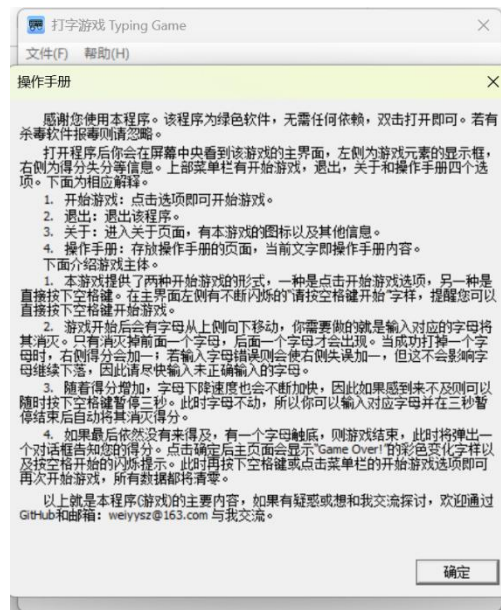 打字游戏 Typing Game
文件(F) 帮助(H)
操作手册
感谢您使用本程序。该程序为绿色软件，无需任何依赖，双击打开即可。若有
杀毒软件报毒则请忽略。
打开程序后你会在屏幕中央看到该游戏的主界面，左侧为游戏元素的显示框，
右侧为得分失分等信息。上部菜单栏有开始游戏，退出，关于和操作手册四个选
项。下面为相应解释。
1. 开始游戏：点击选项即可开始游戏。
2. 退出：退出该程序。
3. 关于：进入关于页面，有本游戏的图标以及其他信息。
4. 操作手册：存放操作手册的页面，当前文字即操作手册内容。
下面介绍游戏主体。
1. 本游戏提供了两种开始游戏的形式，一种是点击开始游戏选项，另一种是
直接按下空格键。在主界面左侧有不断闪烁的"请按空格键开始"字样，提醒您可以
直接按下空格键开始游戏。
2. 游戏开始后会有字母从上侧向下移动，你需要做的就是输入对应的字母将
其消灭。只有消灭掉前面一个字母，后面一个字母才会出现。当成功打掉一个字
母时，右侧得分会加一；若输入字母错误则会使右侧失误加一，但这不会影响字
母继续下落，因此请尽快输入未正确输入的字母。
3. 随着得分增加，字母下降速度也会不断加快，因此如果感到来不及则可以
随时按下空格键暂停三秒。此时字母不动，所以你可以输入对应字母并在三秒暂
停结束后自动将其消灭得分。
4. 如果最后依然没有来得及，有一个字母触底，则游戏结束，此时将弹出一
个对话框告知您的得分。点击确定后主页面会显示"Game Over!"的彩色变化字样以
及按空格开始的闪烁提示。此时再按下空格键或点击菜单栏的开始游戏选项即可
再次开始游戏，所有数据都将清零。
以上就是本程序(游戏)的主要内容，如果有疑惑或想和我交流探讨，欢迎通过
GitHub和邮箱：weiyysz@163.com 与我交流。
确定